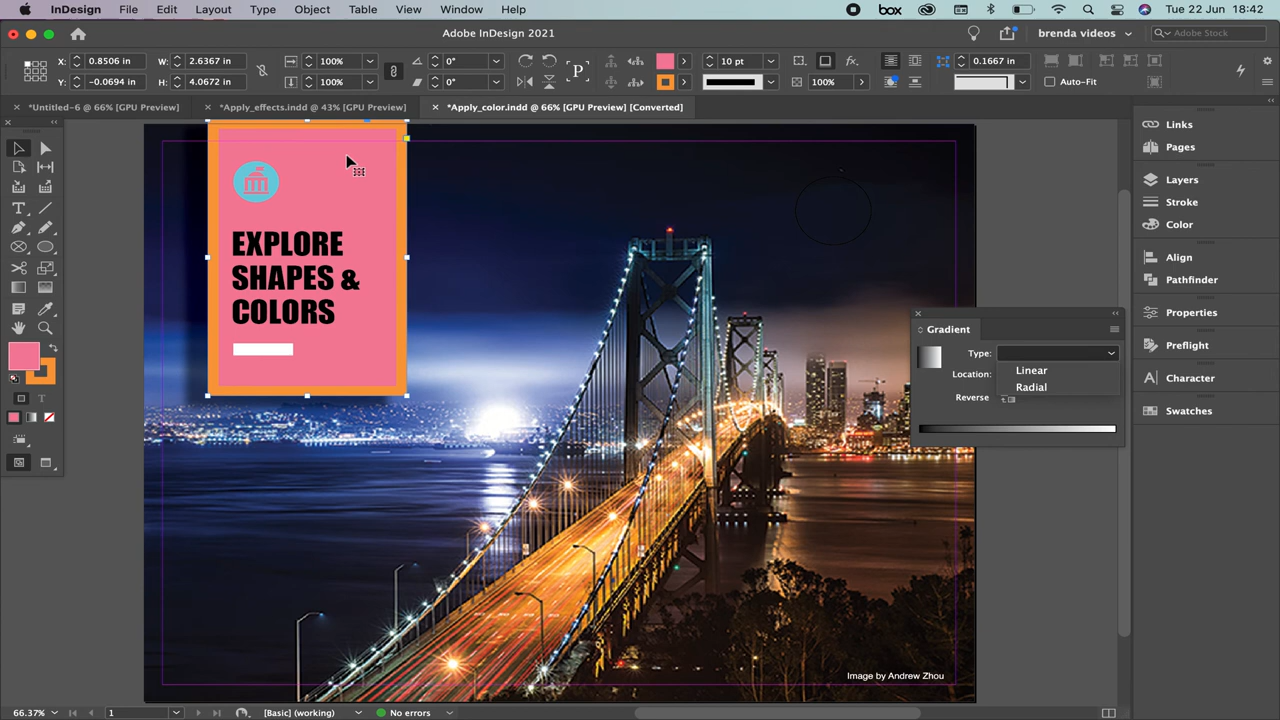 InDesign File Edit Layout Type Object Table View Window Help box Tue 22 Jun 18:42
Adobe InDesign 2021 brenda videos Adobe Stock
X: 0.8506 in W: 2.6367 in 100% 0° 10 pt fx. 0.1667 in
Y: -0.0694 in H: 4.0672 in 100% 0° P 100% Auto-Fit
*Untitled-6 @ 66% [GPU Preview] *Apply_effects.indd @ 43% [GPU Preview] *Apply_color.indd @ 66% [GPU Preview] [Converted]
Links
Pages
Layers
Stroke
Color
Align
Pathfinder
Properties
Preflight
Character
Swatches
EXPLORE
SHAPES &
COLORS
Gradient
Type:
Linear
Location:
Radial
Reverse
Image by Andrew Zhou
66.37% 1 [Basic] (working) No errors